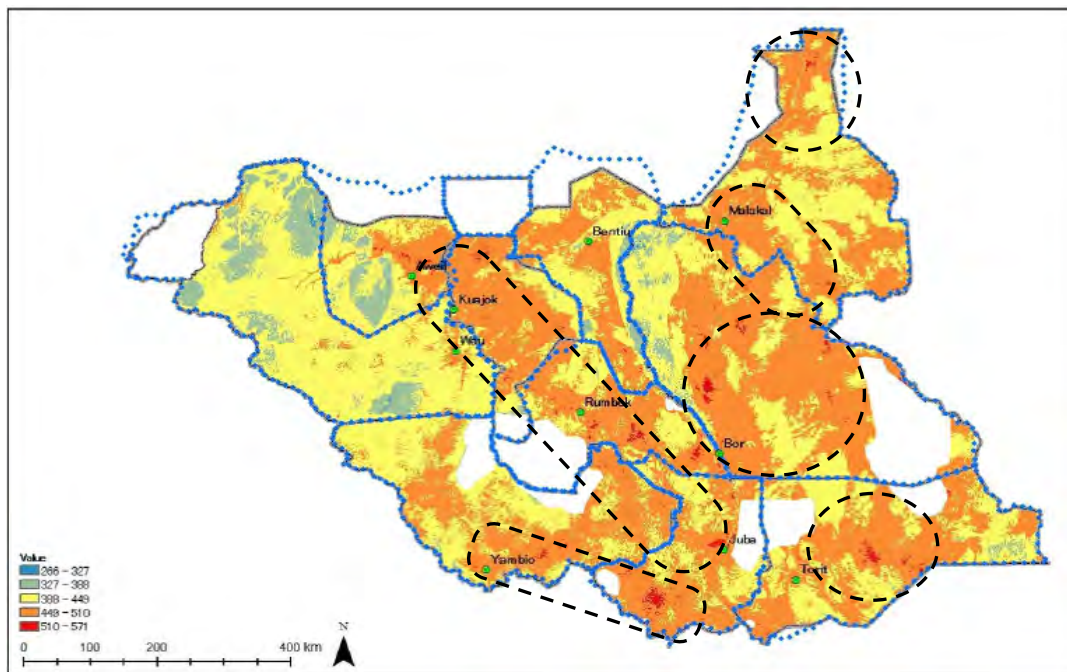 Malakal
Bentiu
Kuajok
Wau
Rumbek
Bor
Juba
Yambio
Torit
Value
266 – 327
327 – 388
388 – 449
449 – 510
510 – 571
N
0 100 200 400 km